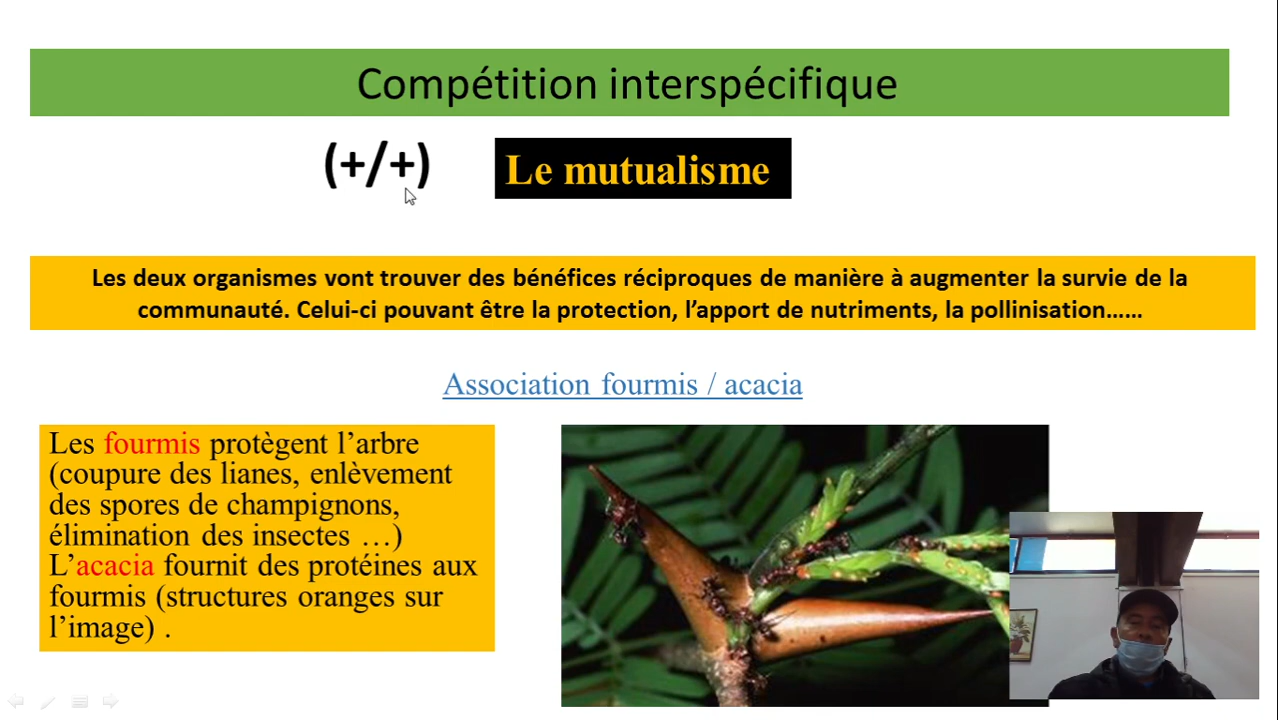 Compétition interspécifique
(+/+)
Le mutualisme
Les deux organismes vont trouver des bénéfices réciproques de manière à augmenter la survie de la
communauté. Celui-ci pouvant être la protection, l’apport de nutriments, la pollinisation……
Association fourmis / acacia
Les fourmis protègent l’arbre
(coupure des lianes, enlèvement
des spores de champignons,
élimination des insectes …)
L’acacia fournit des protéines aux
fourmis (structures oranges sur
l’image) .